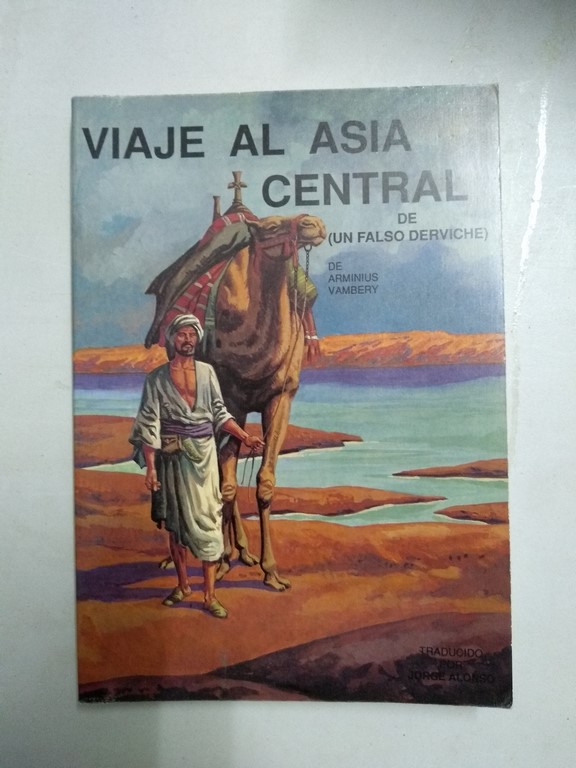 VIAJE AL ASIA
CENTRAL
DE
(UN FALSO DERVICHE)
DE
ARMINIUS
VAMBERY
TRADUCIDO
POR
JORGE ALONSO